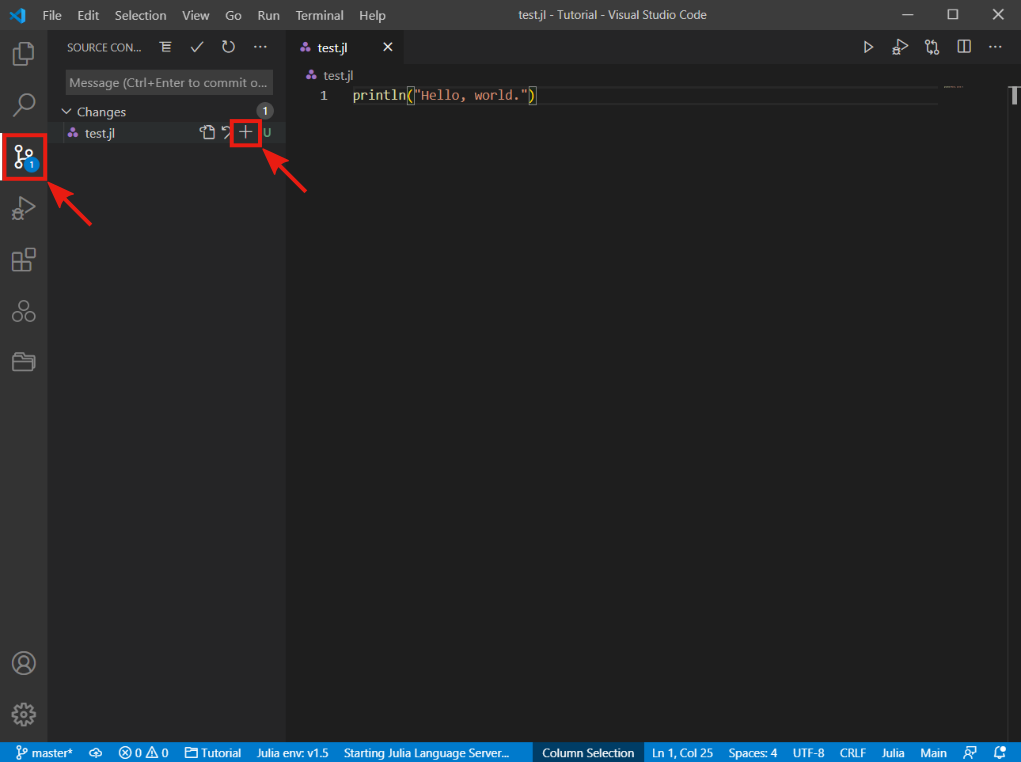 File Edit Selection View Go Run Terminal Help test.jl - Tutorial - Visual Studio Code
SOURCE CON...
test.jl
Message (Ctrl+Enter to commit o...
test.jl
Changes 1
1 println("Hello, world.")
test.jl U
1
master* 0 0 Tutorial Julia env: v1.5 Starting Julia Language Server... Column Selection Ln 1, Col 25 Spaces: 4 UTF-8 CRLF Julia Main